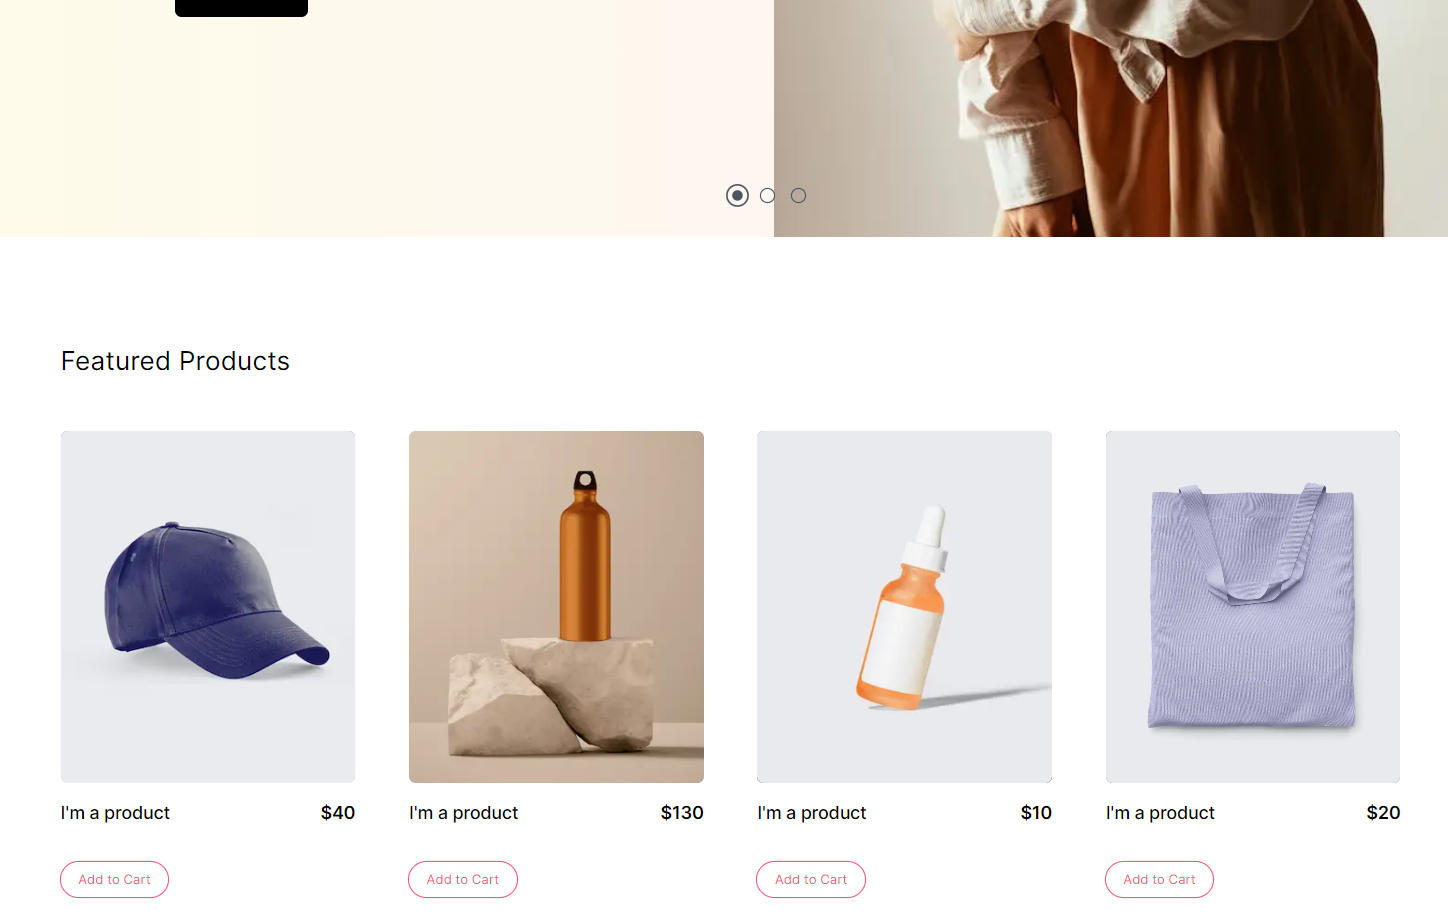 Featured Products
I'm a product $40
I'm a product $130
I'm a product $10
I'm a product $20
Add to Cart
Add to Cart
Add to Cart
Add to Cart